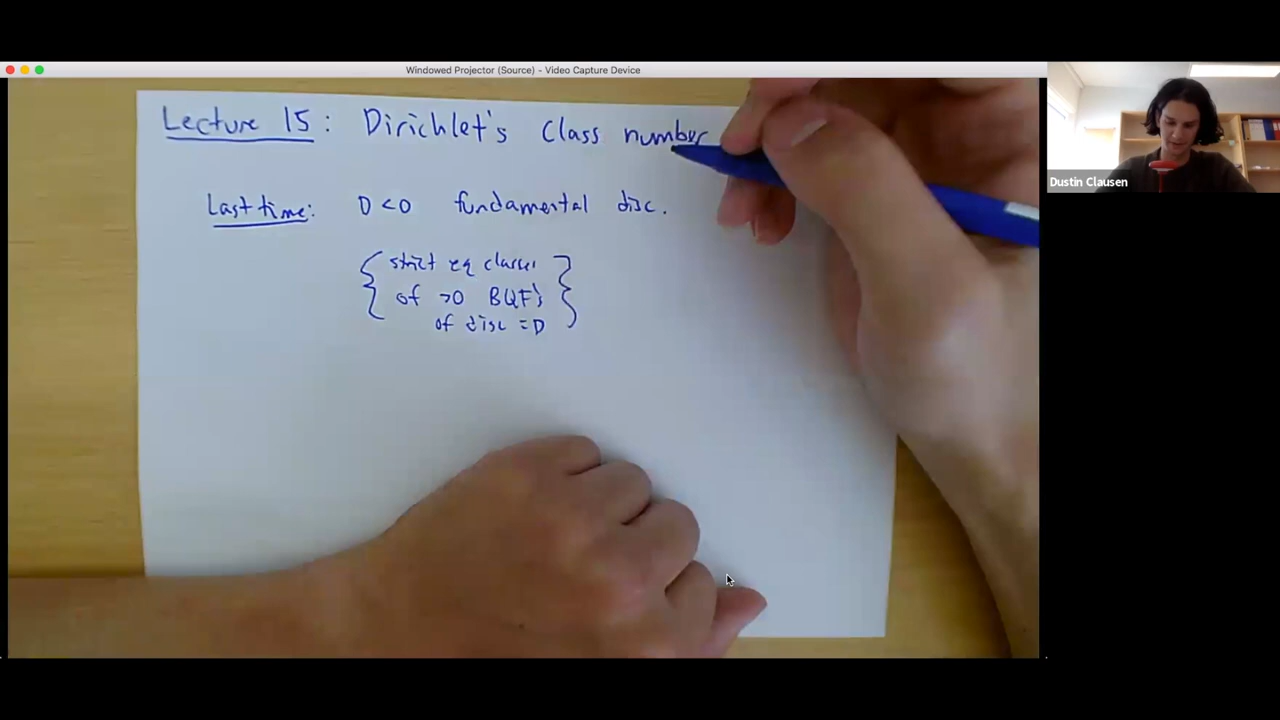 Windowed Projector (Source) - Video Capture Device
Lecture 15: Dirichlet's Class number
Dustin Clausen
Last time: D < 0 fundamental disc.
{ strict eq classes
of >0 BQF's
of disc = D }